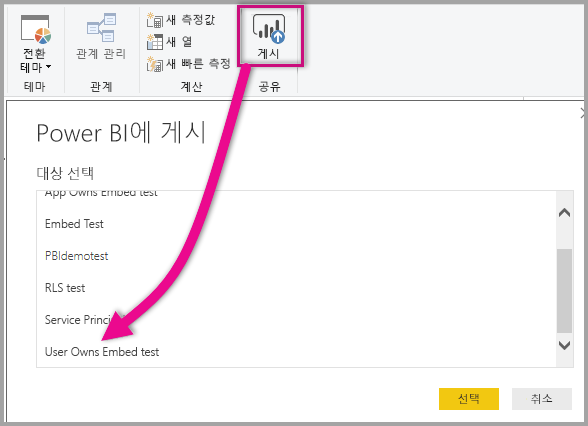 전환
테마
테마
관계 관리
관계
새 측정값
새 열
새 빠른 측정
계산
게시
공유
Power BI에 게시
대상 선택
App Owns Embed test
Embed Test
PBIdemotest
RLS test
Service
User Owns Embed test
선택
취소